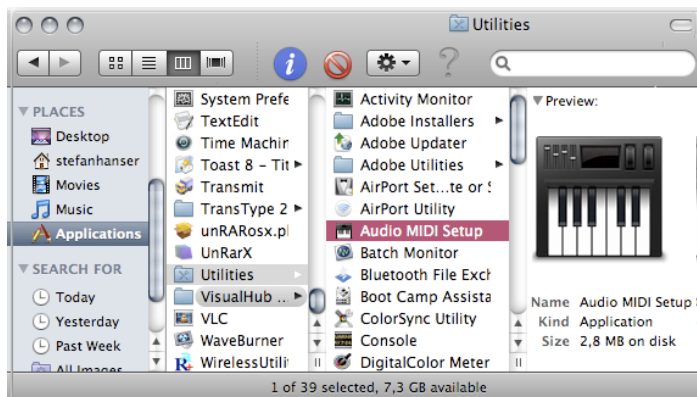 Utilities
PLACES
Desktop
stefanhanser
Movies
Music
Applications
SEARCH FOR
Today
Yesterday
Past Week
All Images
System Prefe
TextEdit
Time Machin
Toast 8 – Tit
Transmit
TransType 2
unRARosx.pl
UnRarX
Utilities
VisualHub ..
VLC
WaveBurner
WirelessUtili
Activity Monitor
Adobe Installers
Adobe Updater
Adobe Utilities
AirPort Set...te or S
AirPort Utility
Audio MIDI Setup
Batch Monitor
Bluetooth File Exch
Boot Camp Assista
ColorSync Utility
Console
DigitalColor Meter
Preview:
Name Audio MIDI Setup
Kind Application
Size 2,8 MB on disk
1 of 39 selected, 7,3 GB available